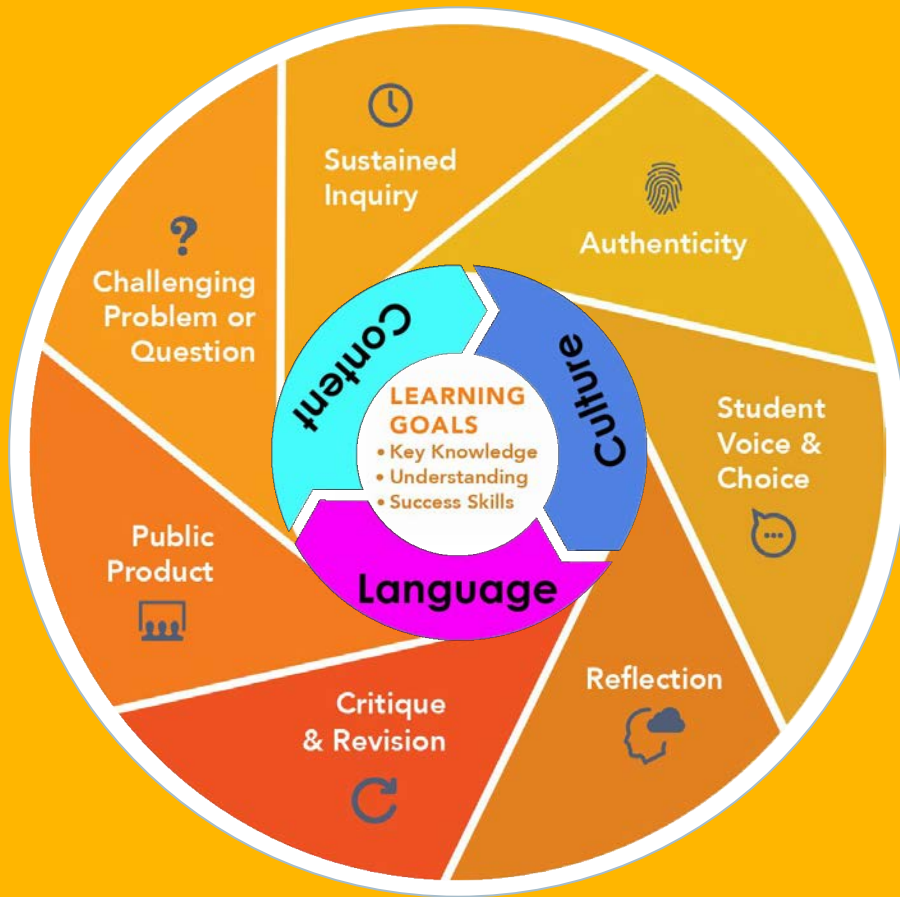 Sustained
Inquiry
Authenticity
Student
Voice &
Choice
Reflection
Critique
& Revision
Public
Product
?
Challenging
Problem or
Question
Content
Culture
Language
LEARNING
GOALS
• Key Knowledge
• Understanding
• Success Skills